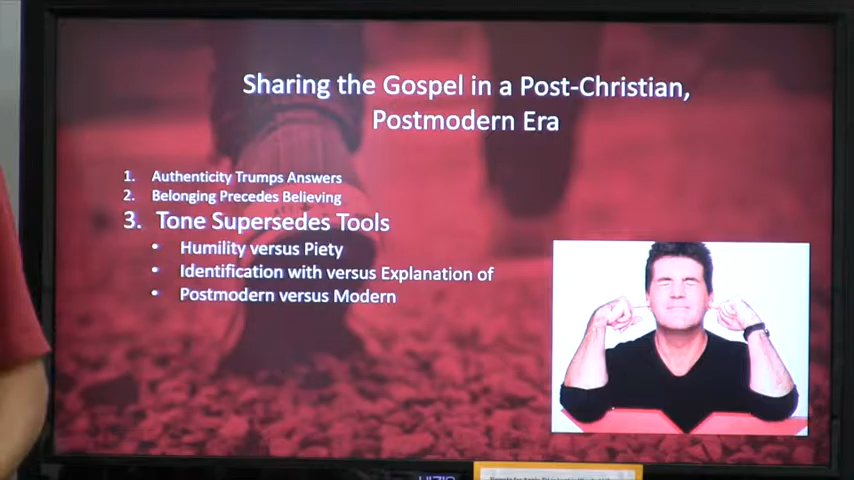 Sharing the Gospel in a Post-Christian,
Postmodern Era
1. Authenticity Trumps Answers
2. Belonging Precedes Believing
3. Tone Supersedes Tools
• Humility versus Piety
• Identification with versus Explanation of
• Postmodern versus Modern
VIZIO